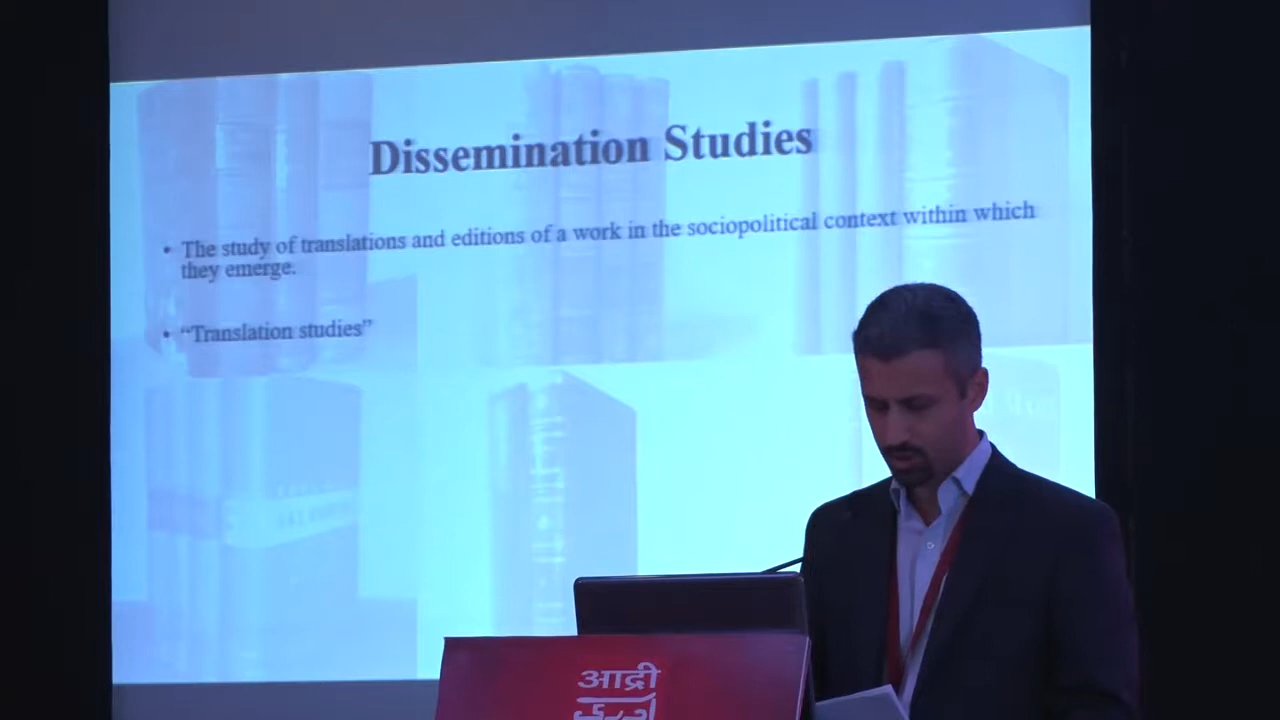 Dissemination Studies
• The study of translations and editions of a work in the sociopolitical context within which
they emerge.
• “Translation studies”
आद्री